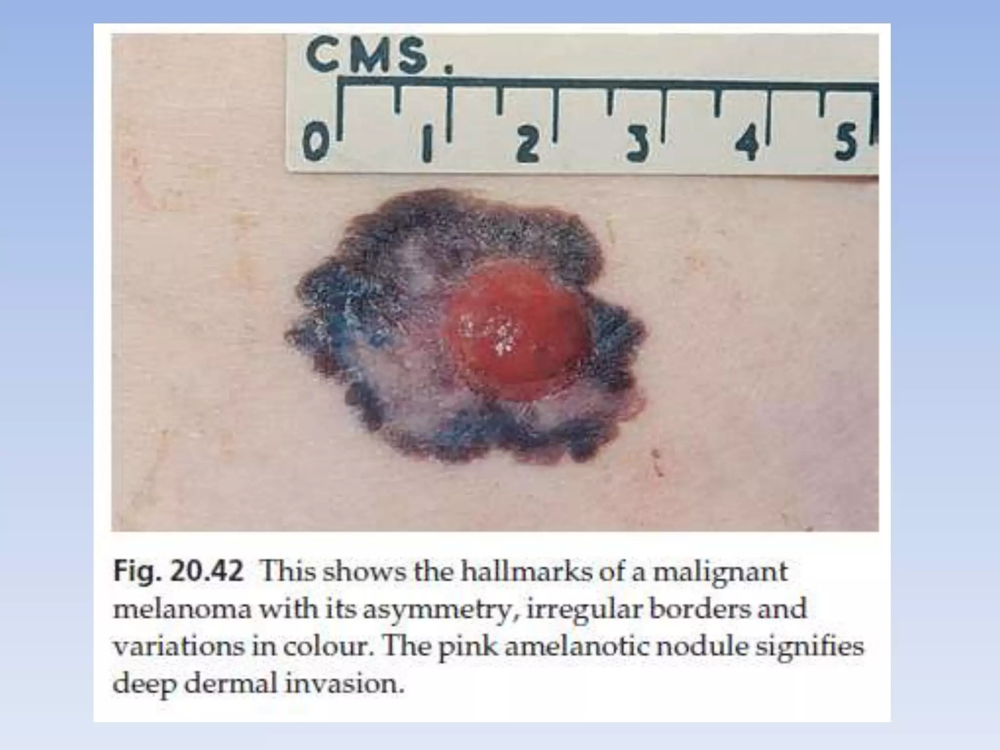 CMS.
0 1 2 3 4 5
Fig. 20.42 This shows the hallmarks of a malignant
melanoma with its asymmetry, irregular borders and
variations in colour. The pink amelanotic nodule signifies
deep dermal invasion.